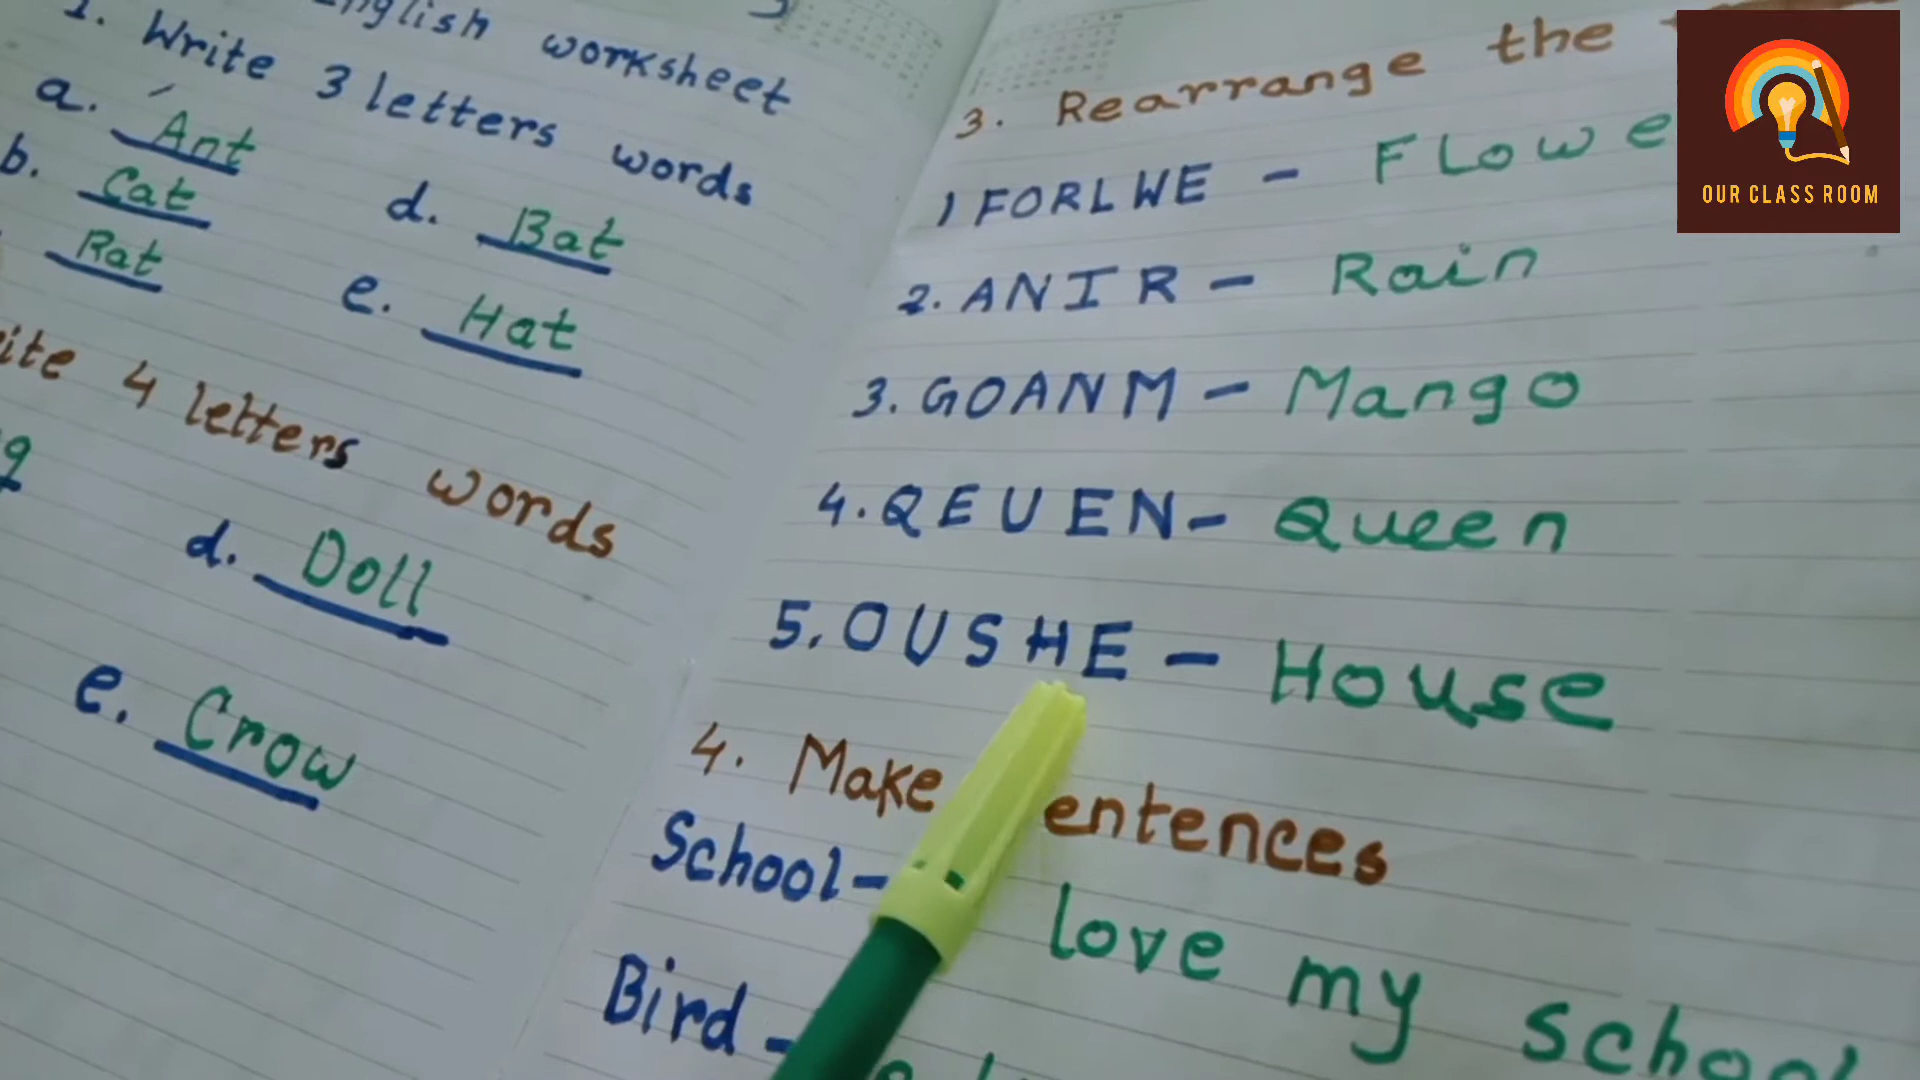 English worksheet
1. Write 3 letters words
a. Ant
b. Cat
d. Bat
Rat
e. Hat
4 letters words
d. Doll
e. Crow
3. Rearrange the
1 FORLWE - Flowe
2. ANIR - Rain
3. GOANM - Mango
4. QEUEN - Queen
5. OUSHE - House
4. Make entences
School - love my school
Bird -
OUR CLASS ROOM